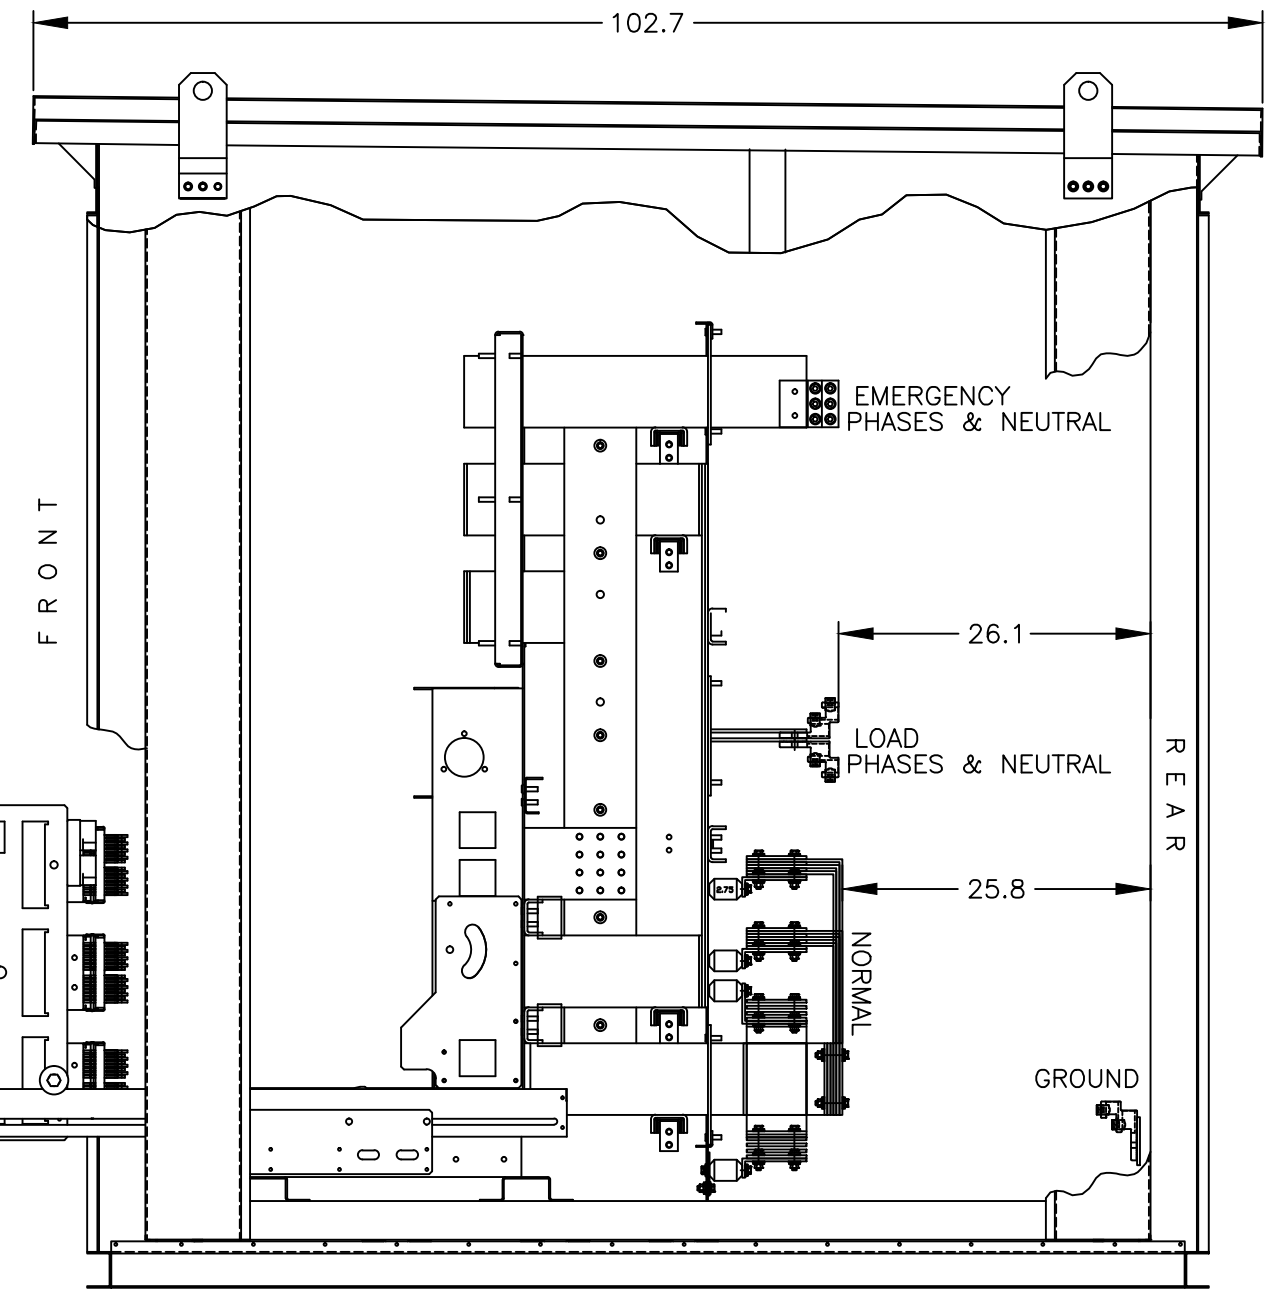 102.7
EMERGENCY
PHASES & NEUTRAL
FRONT
26.1
LOAD
PHASES & NEUTRAL
REAR
2.75
25.8
NORMAL
GROUND